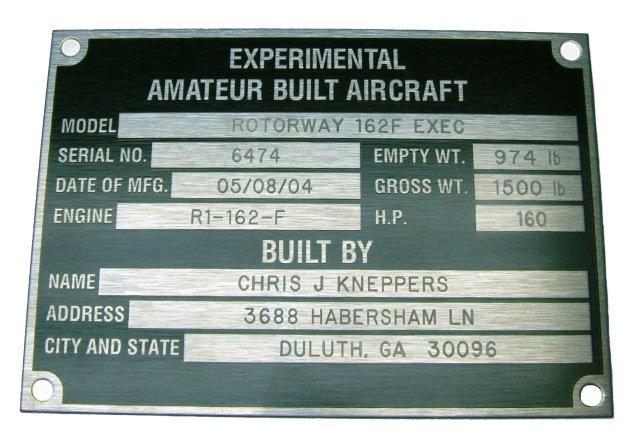 EXPERIMENTAL
AMATEUR BUILT AIRCRAFT
MODEL ROTORWAY 162F EXEC
SERIAL NO. 6474 EMPTY WT. 974 lb
DATE OF MFG. 05/08/04 GROSS WT. 1500 lb
ENGINE R1-162-F H.P. 160
BUILT BY
NAME CHRIS J KNEPPERS
ADDRESS 3688 HABERSHAM LN
CITY AND STATE DULUTH, GA 30096